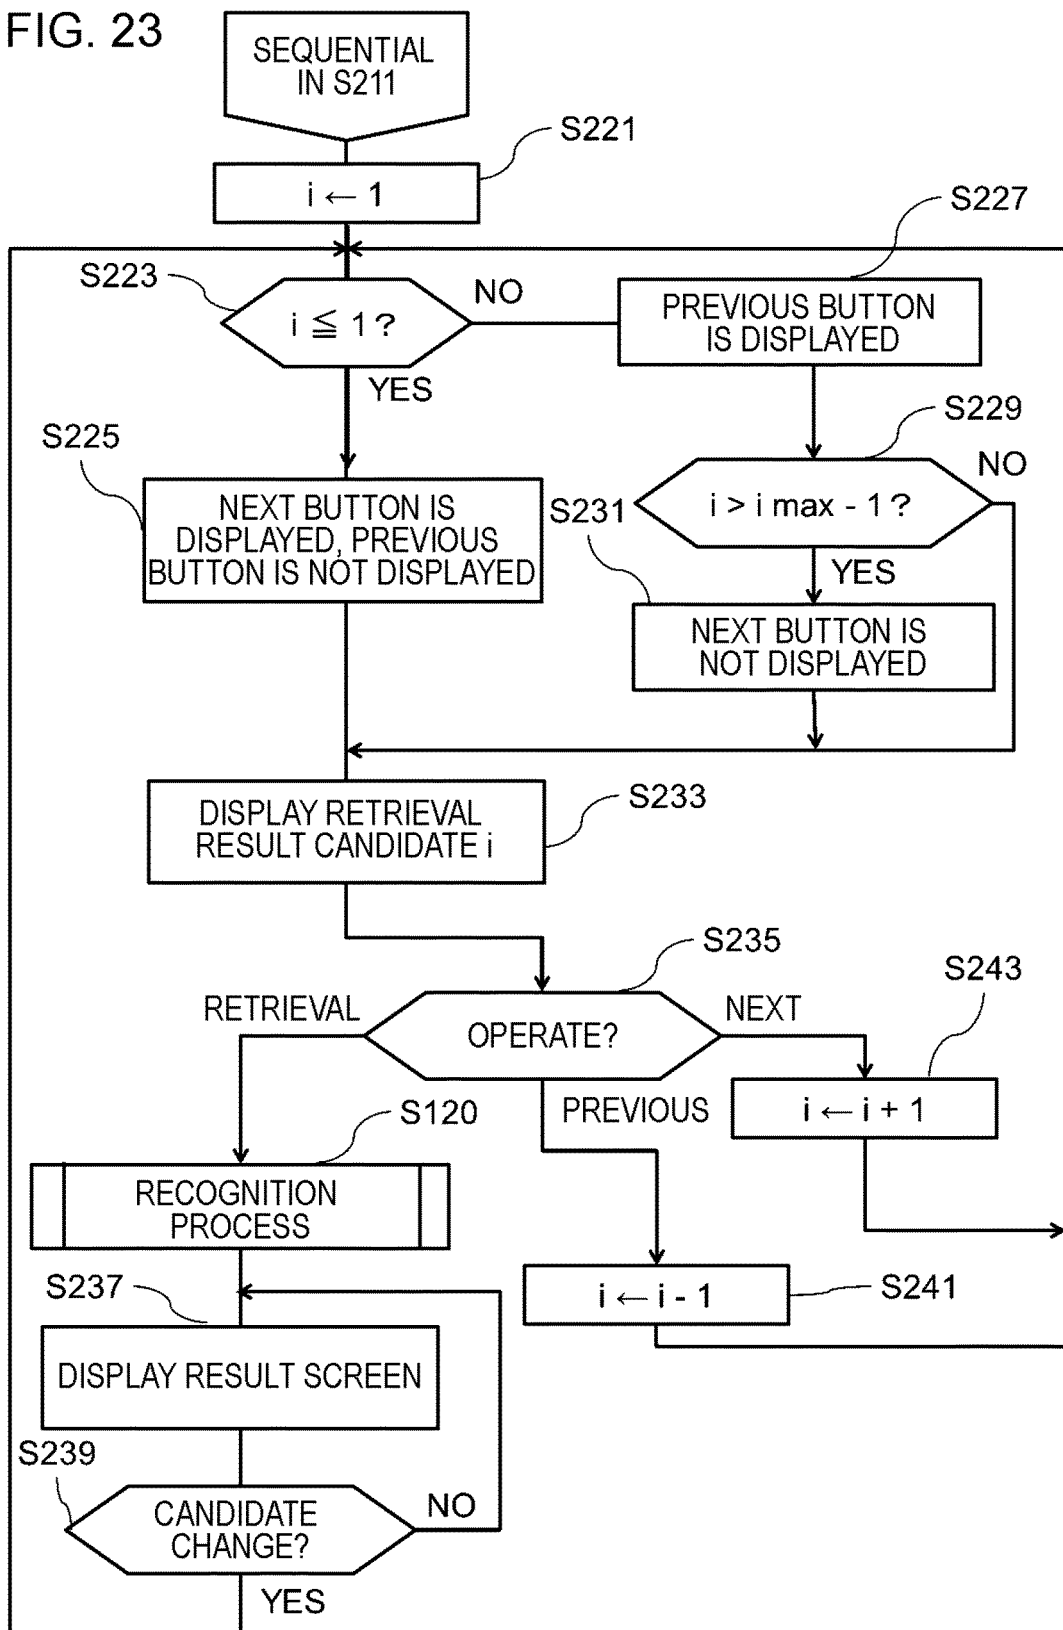 FIG. 23
SEQUENTIAL
IN S211
S221
i ← 1
S227
S223
NO
i ≦ 1 ?
PREVIOUS BUTTON
IS DISPLAYED
YES
S229
S225
NO
NEXT BUTTON IS
DISPLAYED, PREVIOUS
BUTTON IS NOT DISPLAYED
S231
i > i max - 1 ?
YES
NEXT BUTTON IS
NOT DISPLAYED
S233
DISPLAY RETRIEVAL
RESULT CANDIDATE i
S235
S243
RETRIEVAL
NEXT
OPERATE?
S120
PREVIOUS
i ← i + 1
RECOGNITION
PROCESS
S237
i ← i - 1
S241
DISPLAY RESULT SCREEN
S239
CANDIDATE
CHANGE?
NO
YES